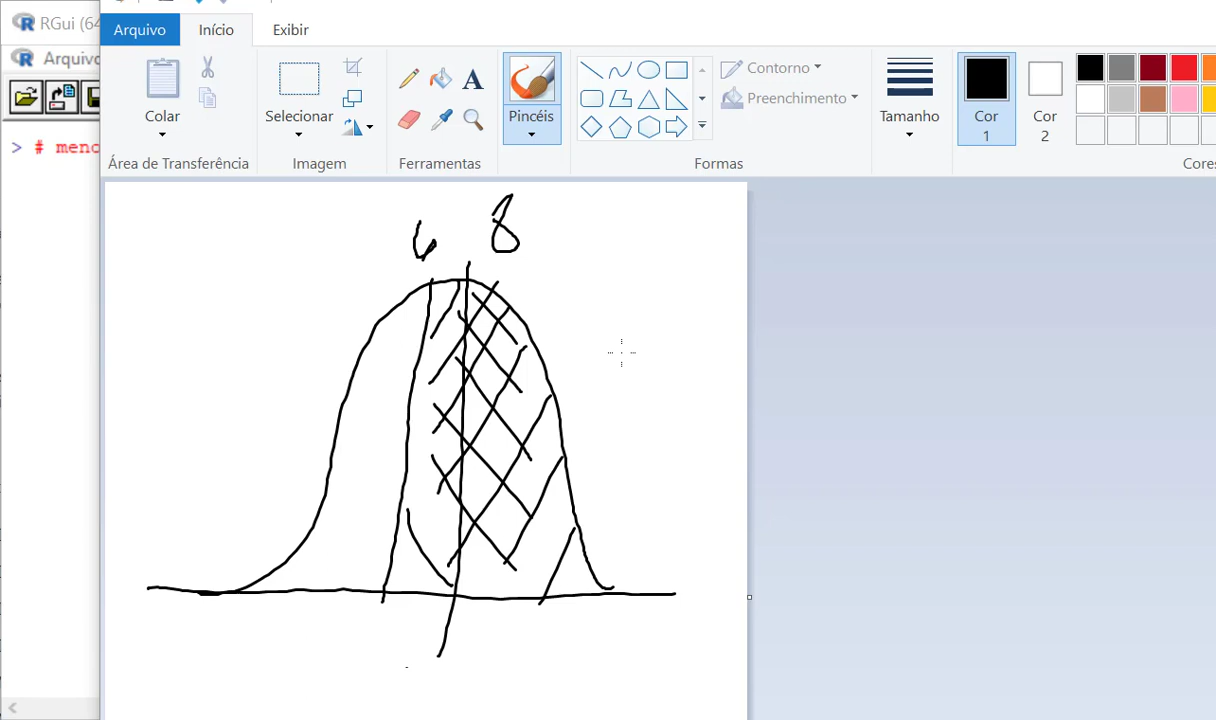 RGui (64
Arquivo Início Exibir
Arquivo
Colar
Selecionar
Pincéis
Contorno
Preenchimento
Tamanho
Cor 1
Cor 2
Área de Transferência
Imagem
Ferramentas
Formas
Cores
> # meno
6 8